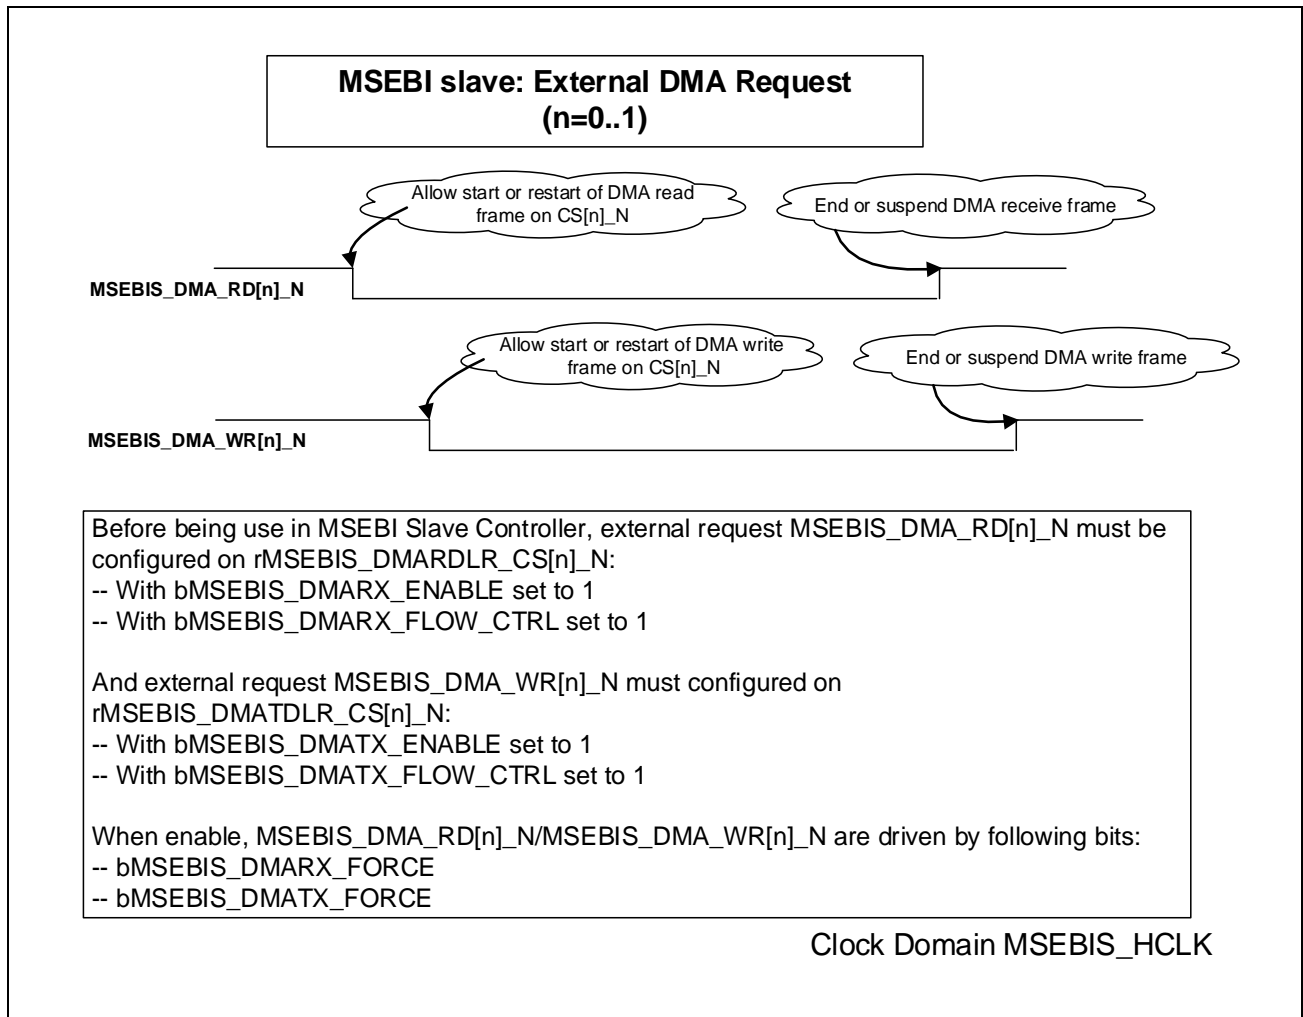 MSEBI slave: External DMA Request
(n=0..1)
Allow start or restart of DMA read
frame on CS[n]_N
End or suspend DMA receive frame
MSEBIS_DMA_RD[n]_N
Allow start or restart of DMA write
frame on CS[n]_N
End or suspend DMA write frame
MSEBIS_DMA_WR[n]_N
Before being use in MSEBI Slave Controller, external request MSEBIS_DMA_RD[n]_N must be
configured on rMSEBIS_DMARDLR_CS[n]_N:
-- With bMSEBIS_DMARX_ENABLE set to 1
-- With bMSEBIS_DMARX_FLOW_CTRL set to 1
And external request MSEBIS_DMA_WR[n]_N must configured on
rMSEBIS_DMATDLR_CS[n]_N:
-- With bMSEBIS_DMATX_ENABLE set to 1
-- With bMSEBIS_DMATX_FLOW_CTRL set to 1
When enable, MSEBIS_DMA_RD[n]_N/MSEBIS_DMA_WR[n]_N are driven by following bits:
-- bMSEBIS_DMARX_FORCE
-- bMSEBIS_DMATX_FORCE
Clock Domain MSEBIS_HCLK